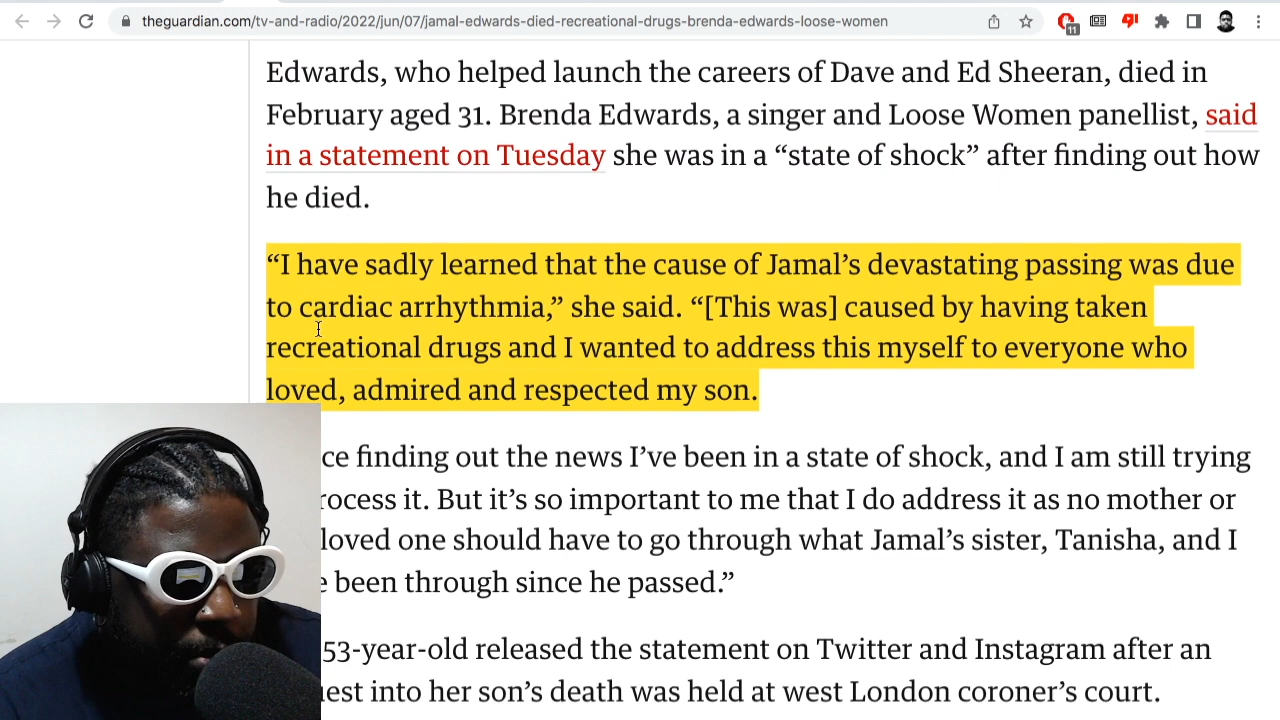 theguardian.com/tv-and-radio/2022/jun/07/jamal-edwards-died-recreational-drugs-brenda-edwards-loose-women
11
Edwards, who helped launch the careers of Dave and Ed Sheeran, died in
February aged 31. Brenda Edwards, a singer and Loose Women panellist, said
in a statement on Tuesday she was in a “state of shock” after finding out how
he died.
“I have sadly learned that the cause of Jamal’s devastating passing was due
to cardiac arrhythmia,” she said. “[This was] caused by having taken
recreational drugs and I wanted to address this myself to everyone who
loved, admired and respected my son.
ce finding out the news I’ve been in a state of shock, and I am still trying
rocess it. But it’s so important to me that I do address it as no mother or
loved one should have to go through what Jamal’s sister, Tanisha, and I
e been through since he passed.”
53-year-old released the statement on Twitter and Instagram after an
uest into her son’s death was held at west London coroner’s court.